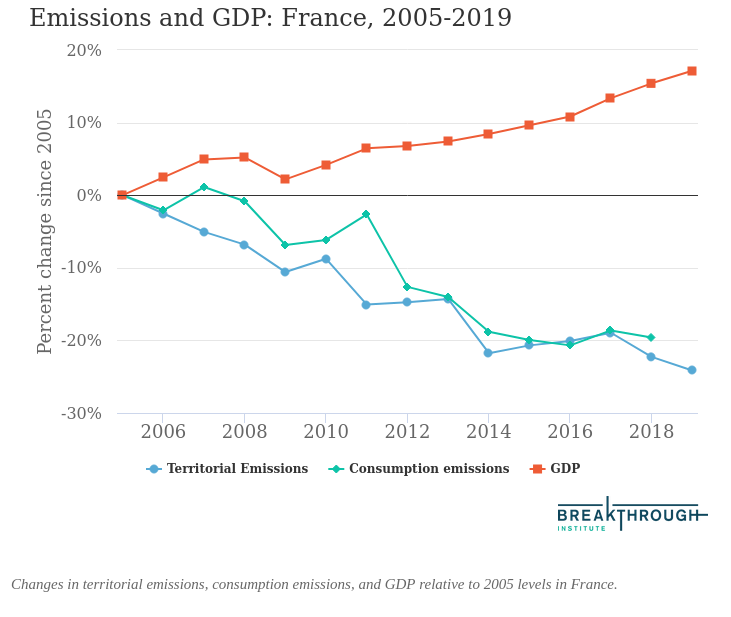 Emissions and GDP: France, 2005-2019
Percent change since 2005
20%
10%
0%
-10%
-20%
-30%
2006 2008 2010 2012 2014 2016 2018
Territorial Emissions Consumption emissions GDP
BREAKTHROUGH
INSTITUTE
Changes in territorial emissions, consumption emissions, and GDP relative to 2005 levels in France.